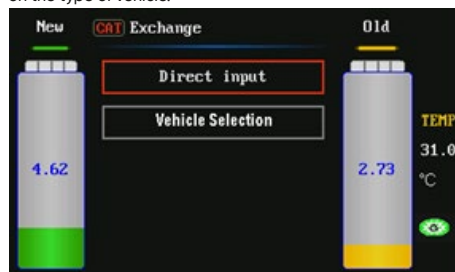 on the type of vehicle.
New CAT Exchange Old
Direct input
Vehicle Selection
TEMP
31.0
4.62 2.73
°C